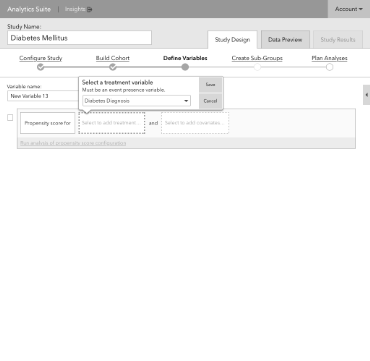 Analytics Suite | Insights
Account
Study Name:
Diabetes Mellitus
Study Design
Data Preview
Study Results
Configure Study
Build Cohort
Define Variables
Create Sub-Groups
Plan Analyses
Select a treatment variable
Must be an event presence variable.
Diabetes Diagnosis
Save
Cancel
Variable name:
New Variable 13
Propensity score for
Select to add treatment...
and
Select to add covariates...
Run analysis of propensity score configuration